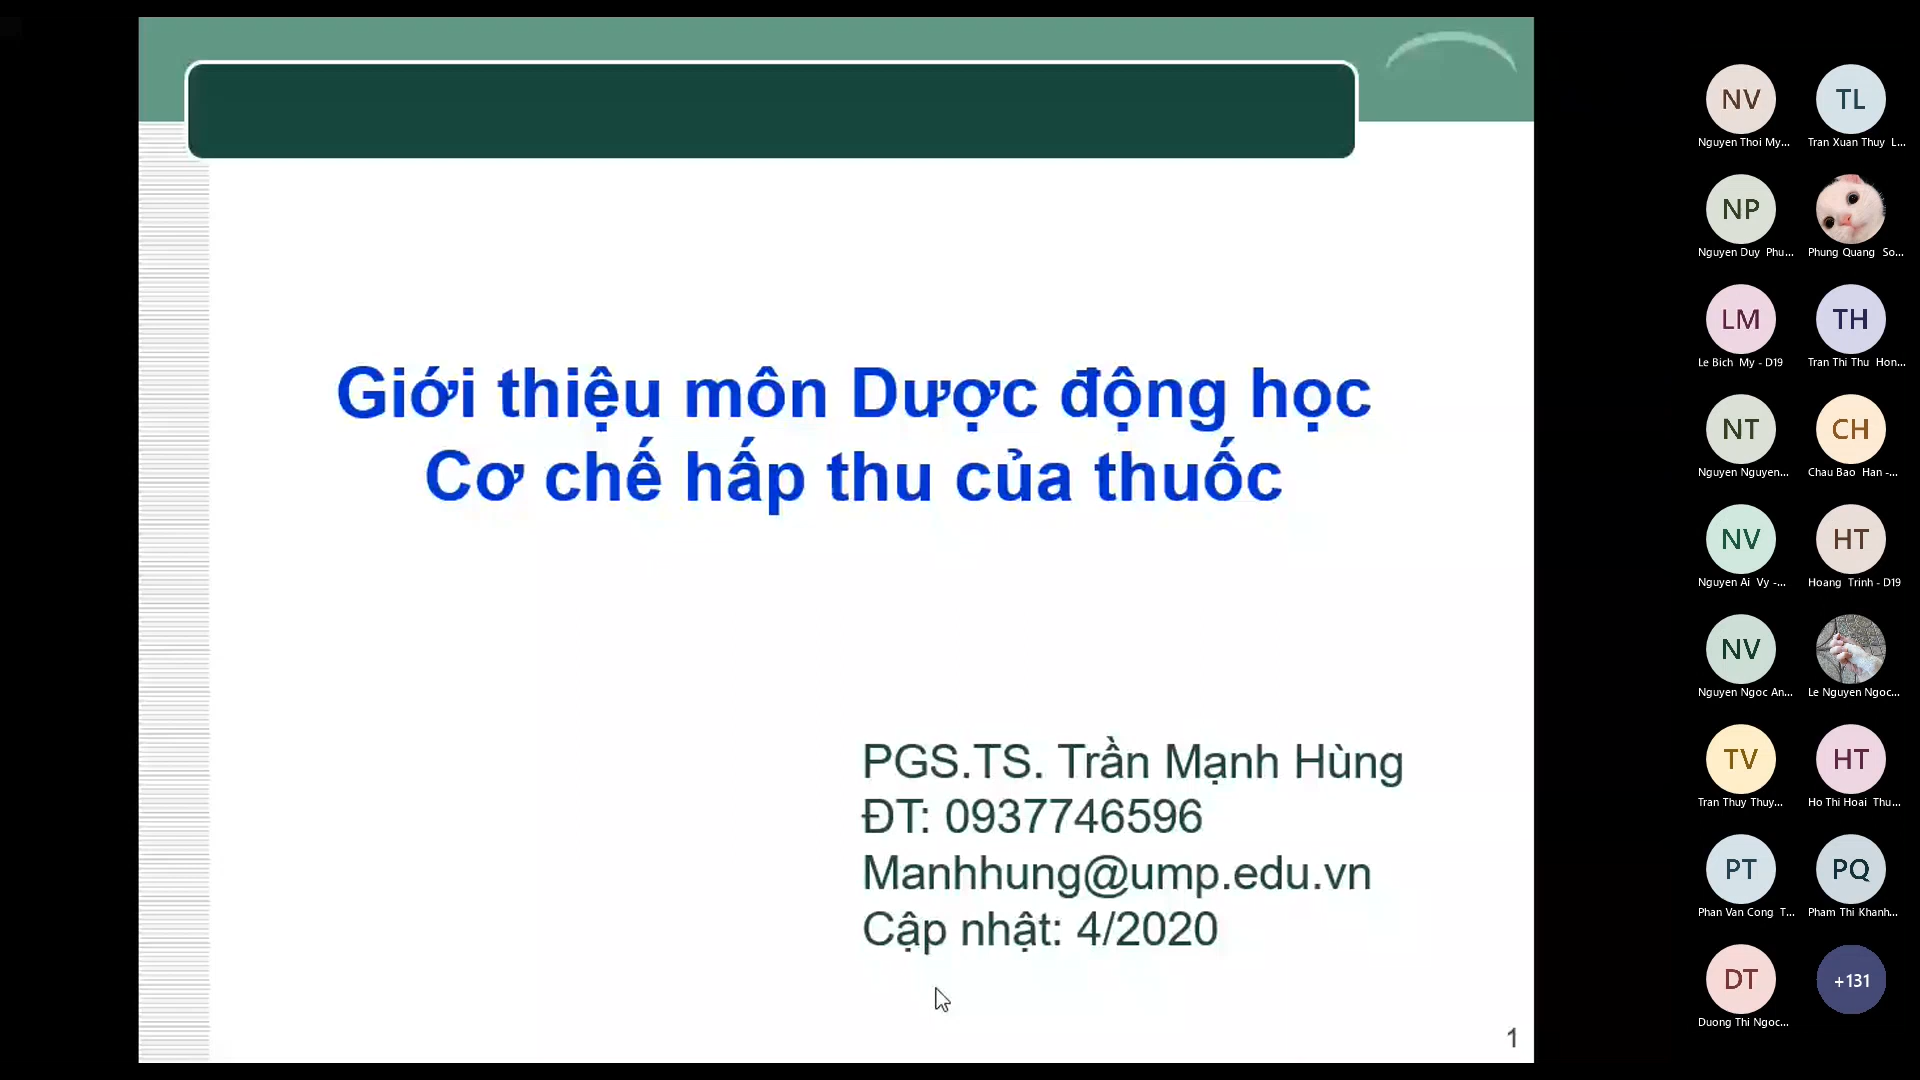 Giới thiệu môn Dược động học
Cơ chế hấp thu của thuốc
PGS.TS. Trần Mạnh Hùng
ĐT: 0937746596
Manhhung@ump.edu.vn
Cập nhật: 4/2020
1
NV
TL
Nguyen Thoi My...
Tran Xuan Thuy L...
NP
Nguyen Duy Phu...
Phung Quang So...
LM
TH
Le Bich My - D19
Tran Thi Thu Hon...
NT
CH
Nguyen Nguyen...
Chau Bao Han -...
NV
HT
Nguyen Ai Vy -...
Hoang Trinh - D19
NV
Nguyen Ngoc An...
Le Nguyen Ngoc...
TV
HT
Tran Thuy Thuy...
Ho Thi Hoai Thu...
PT
PQ
Phan Van Cong T...
Pham Thi Khanh...
DT
+131
Duong Thi Ngoc...